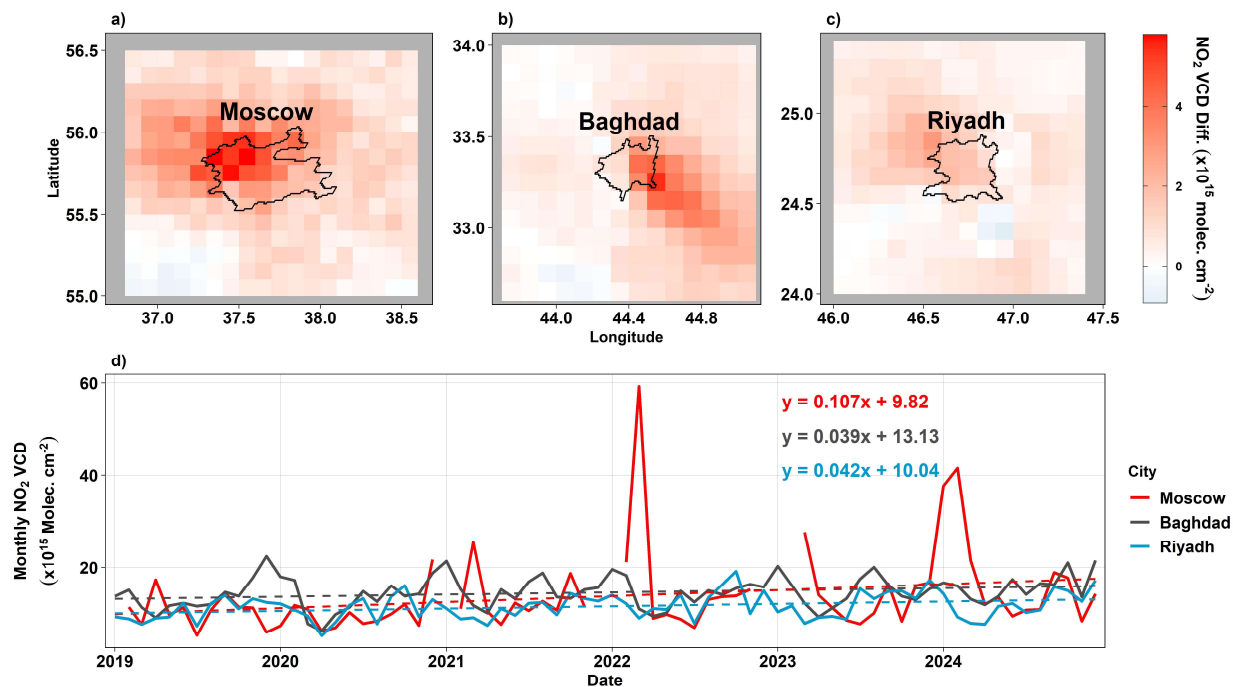 a)
b)
c)
Moscow
Baghdad
Riyadh
56.5
56.0
55.5
55.0
Latitude
37.0
37.5
38.0
38.5
34.0
33.5
33.0
44.0
44.4
44.8
Longitude
25.0
24.5
24.0
46.0
46.5
47.0
47.5
4
2
0
NO₂ VCD Diff. (x10¹⁵ molec. cm⁻²)
d)
60
40
20
Monthly NO₂ VCD
(x10¹⁵ Molec. cm⁻²)
y = 0.107x + 9.82
y = 0.039x + 13.13
y = 0.042x + 10.04
2019
2020
2021
2022
2023
2024
Date
City
Moscow
Baghdad
Riyadh